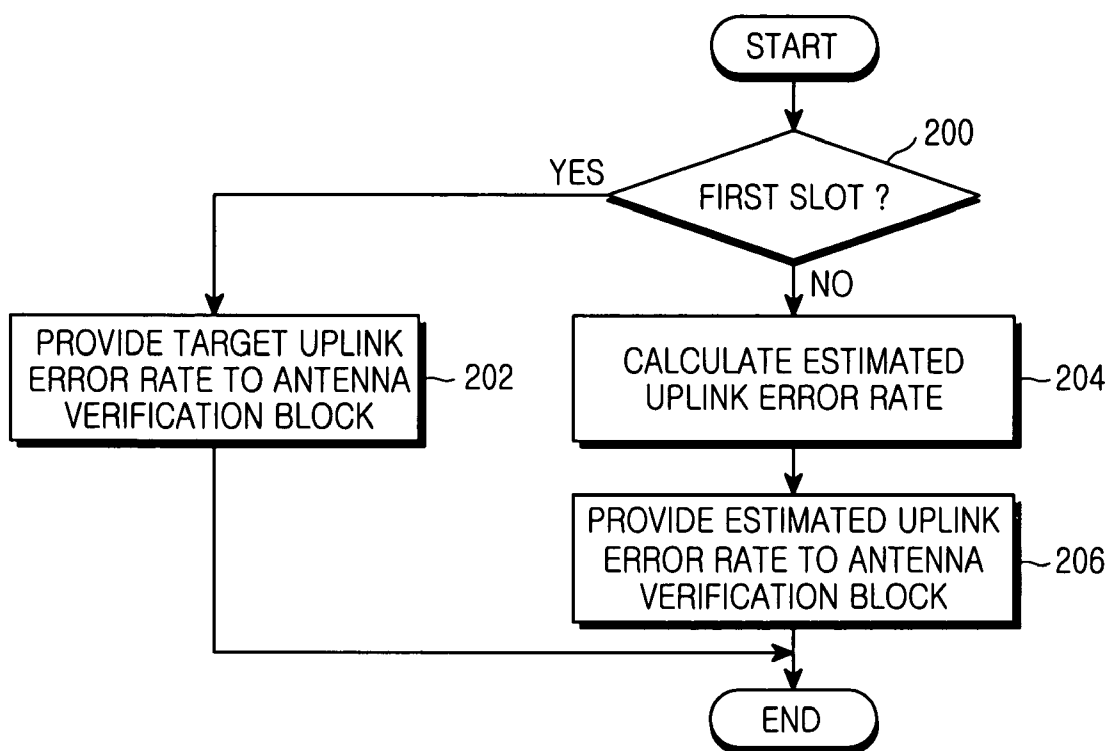 START
200
YES
FIRST SLOT ?
NO
PROVIDE TARGET UPLINK
ERROR RATE TO ANTENNA
VERIFICATION BLOCK
202
CALCULATE ESTIMATED
UPLINK ERROR RATE
204
PROVIDE ESTIMATED UPLINK
ERROR RATE TO ANTENNA
VERIFICATION BLOCK
206
END